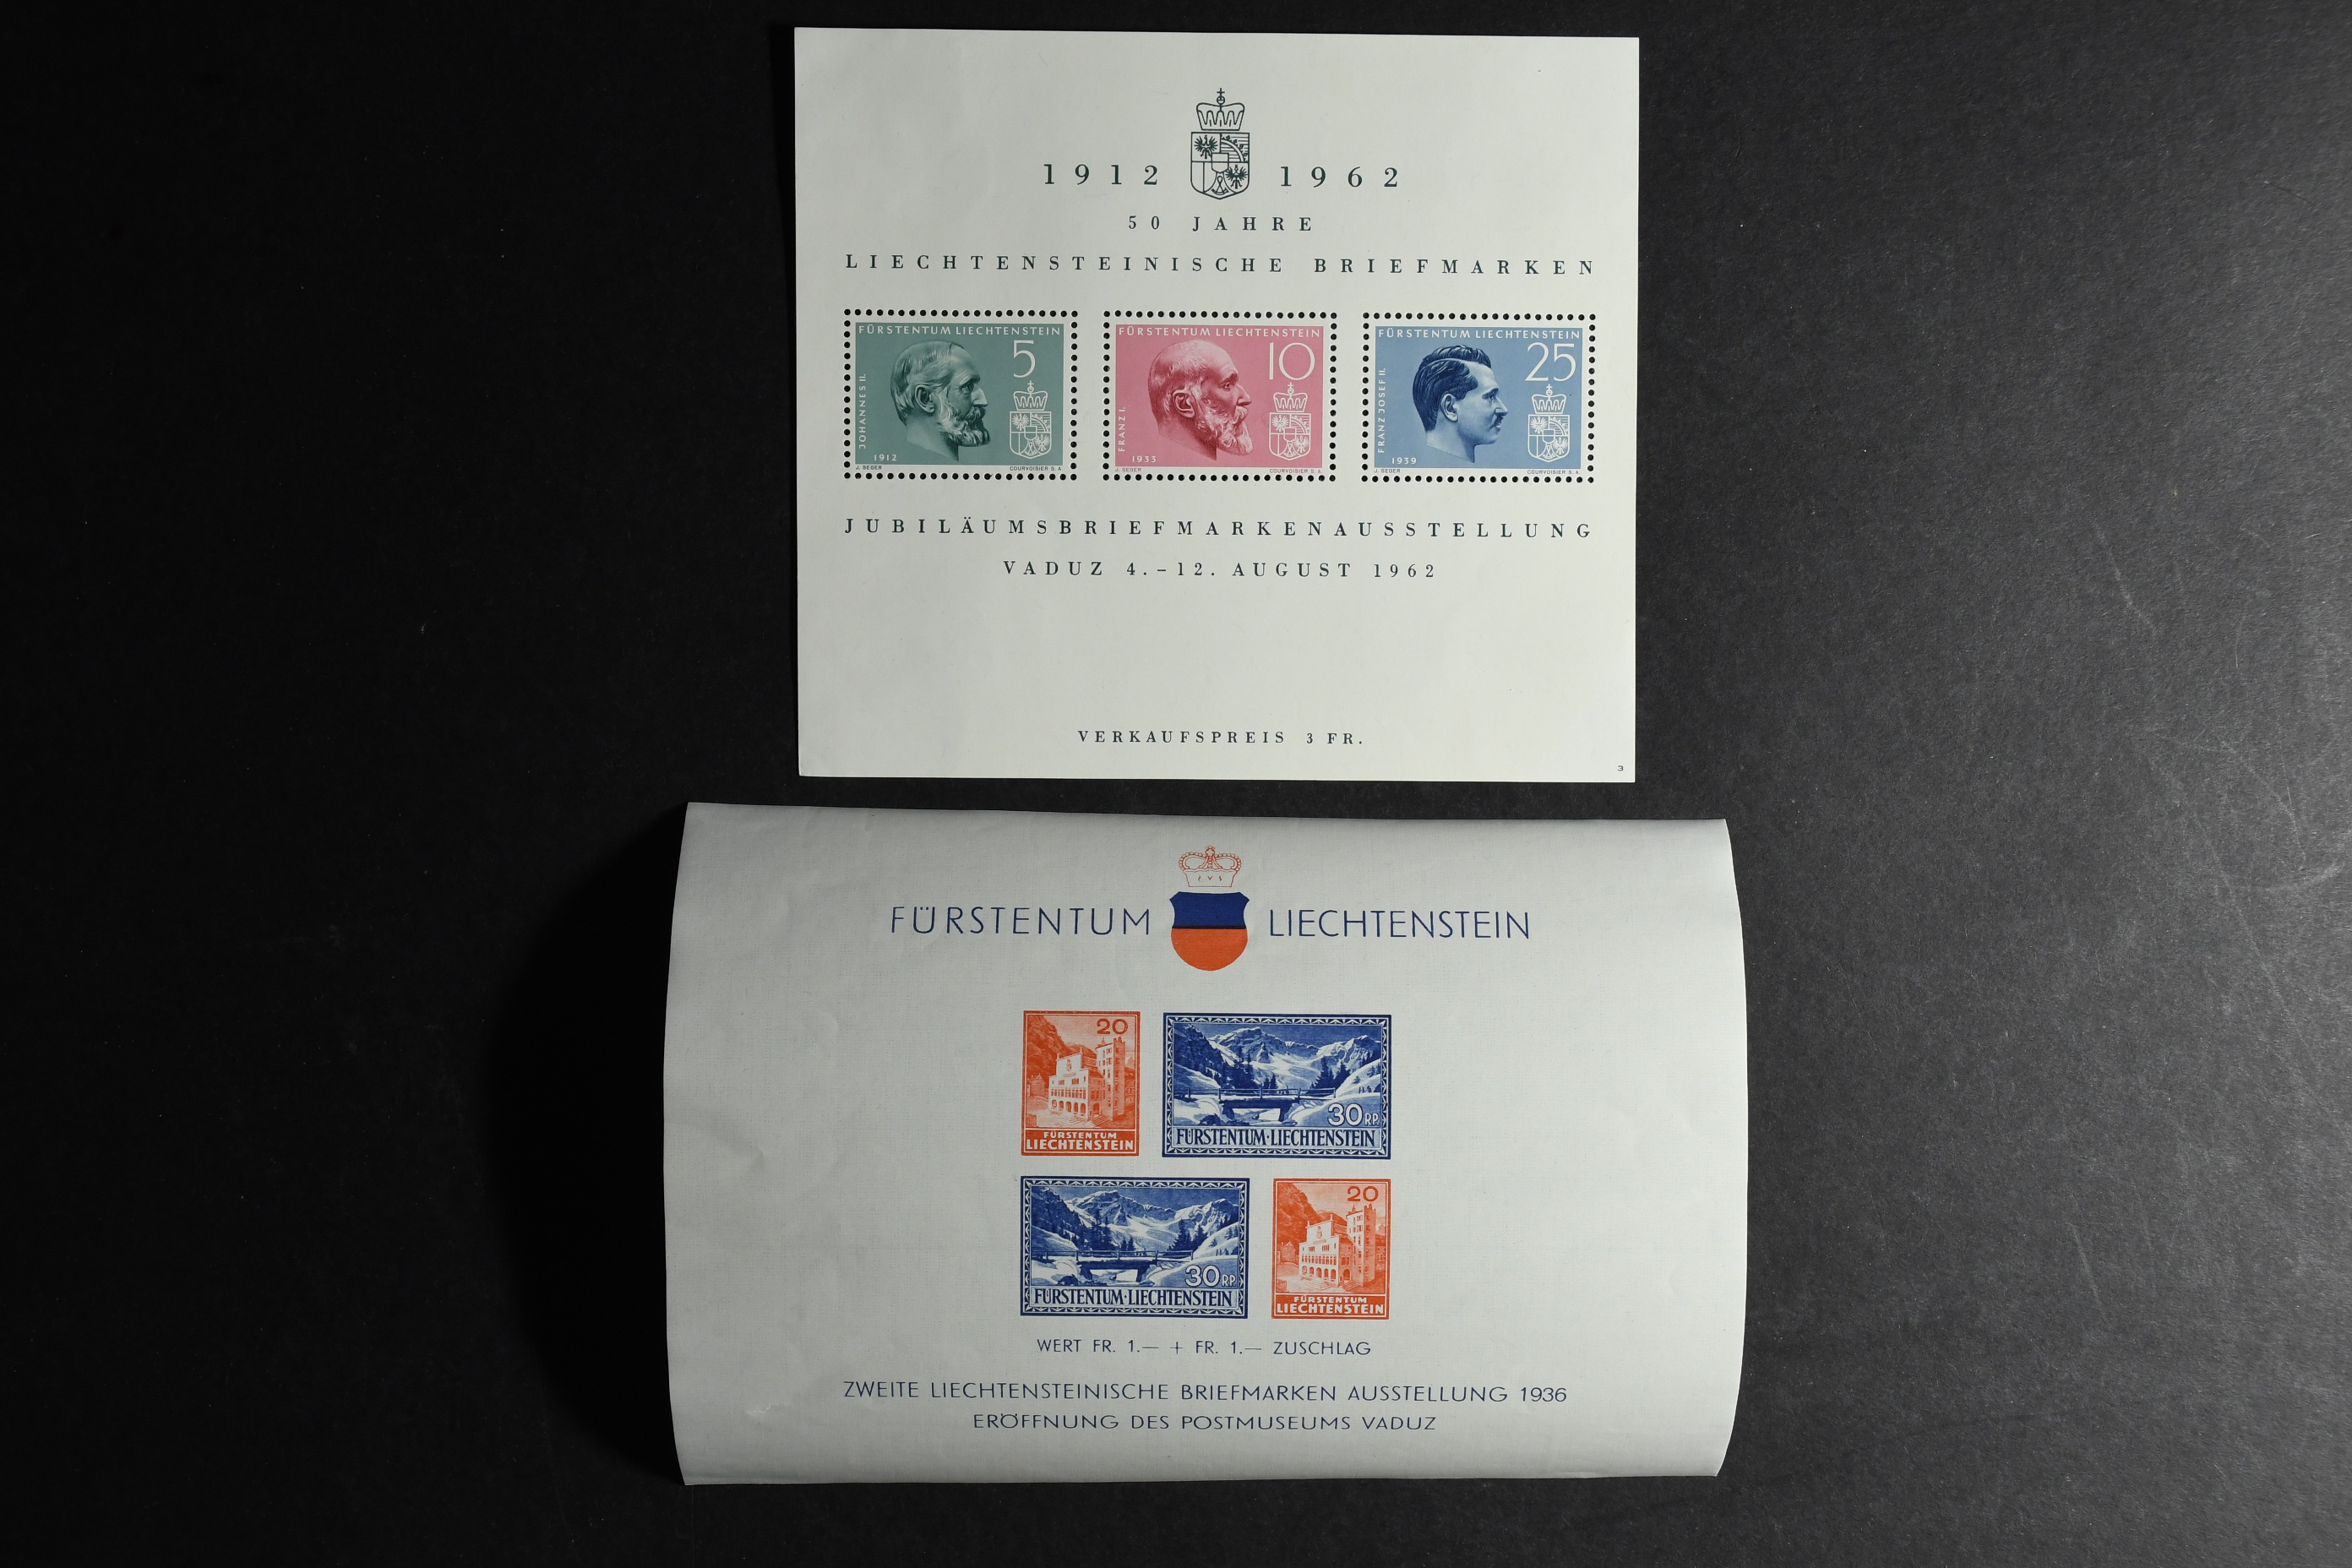 1912 1962
50 JAHRE
LIECHTENSTEINISCHE BRIEFMARKEN
FÜRSTENTUM LIECHTENSTEIN
5
JOHANNES II.
1912
J. SEGER COURVOISIER S.A.
FÜRSTENTUM LIECHTENSTEIN
10
FRANZ I.
1933
J. SEGER COURVOISIER S.A.
FÜRSTENTUM LIECHTENSTEIN
25
FRANZ JOSEF II.
1939
J. SEGER COURVOISIER S.A.
JUBILÄUMSBRIEFMARKENAUSSTELLUNG
VADUZ 4.-12. AUGUST 1962
VERKAUFSPREIS 3 FR.
3
FÜRSTENTUM LIECHTENSTEIN
20
FÜRSTENTUM
LIECHTENSTEIN
30 RP.
FÜRSTENTUM·LIECHTENSTEIN
30 RP.
FÜRSTENTUM·LIECHTENSTEIN
20
FÜRSTENTUM
LIECHTENSTEIN
WERT FR. 1.— + FR. 1.— ZUSCHLAG
ZWEITE LIECHTENSTEINISCHE BRIEFMARKEN AUSSTELLUNG 1936
ERÖFFNUNG DES POSTMUSEUMS VADUZ